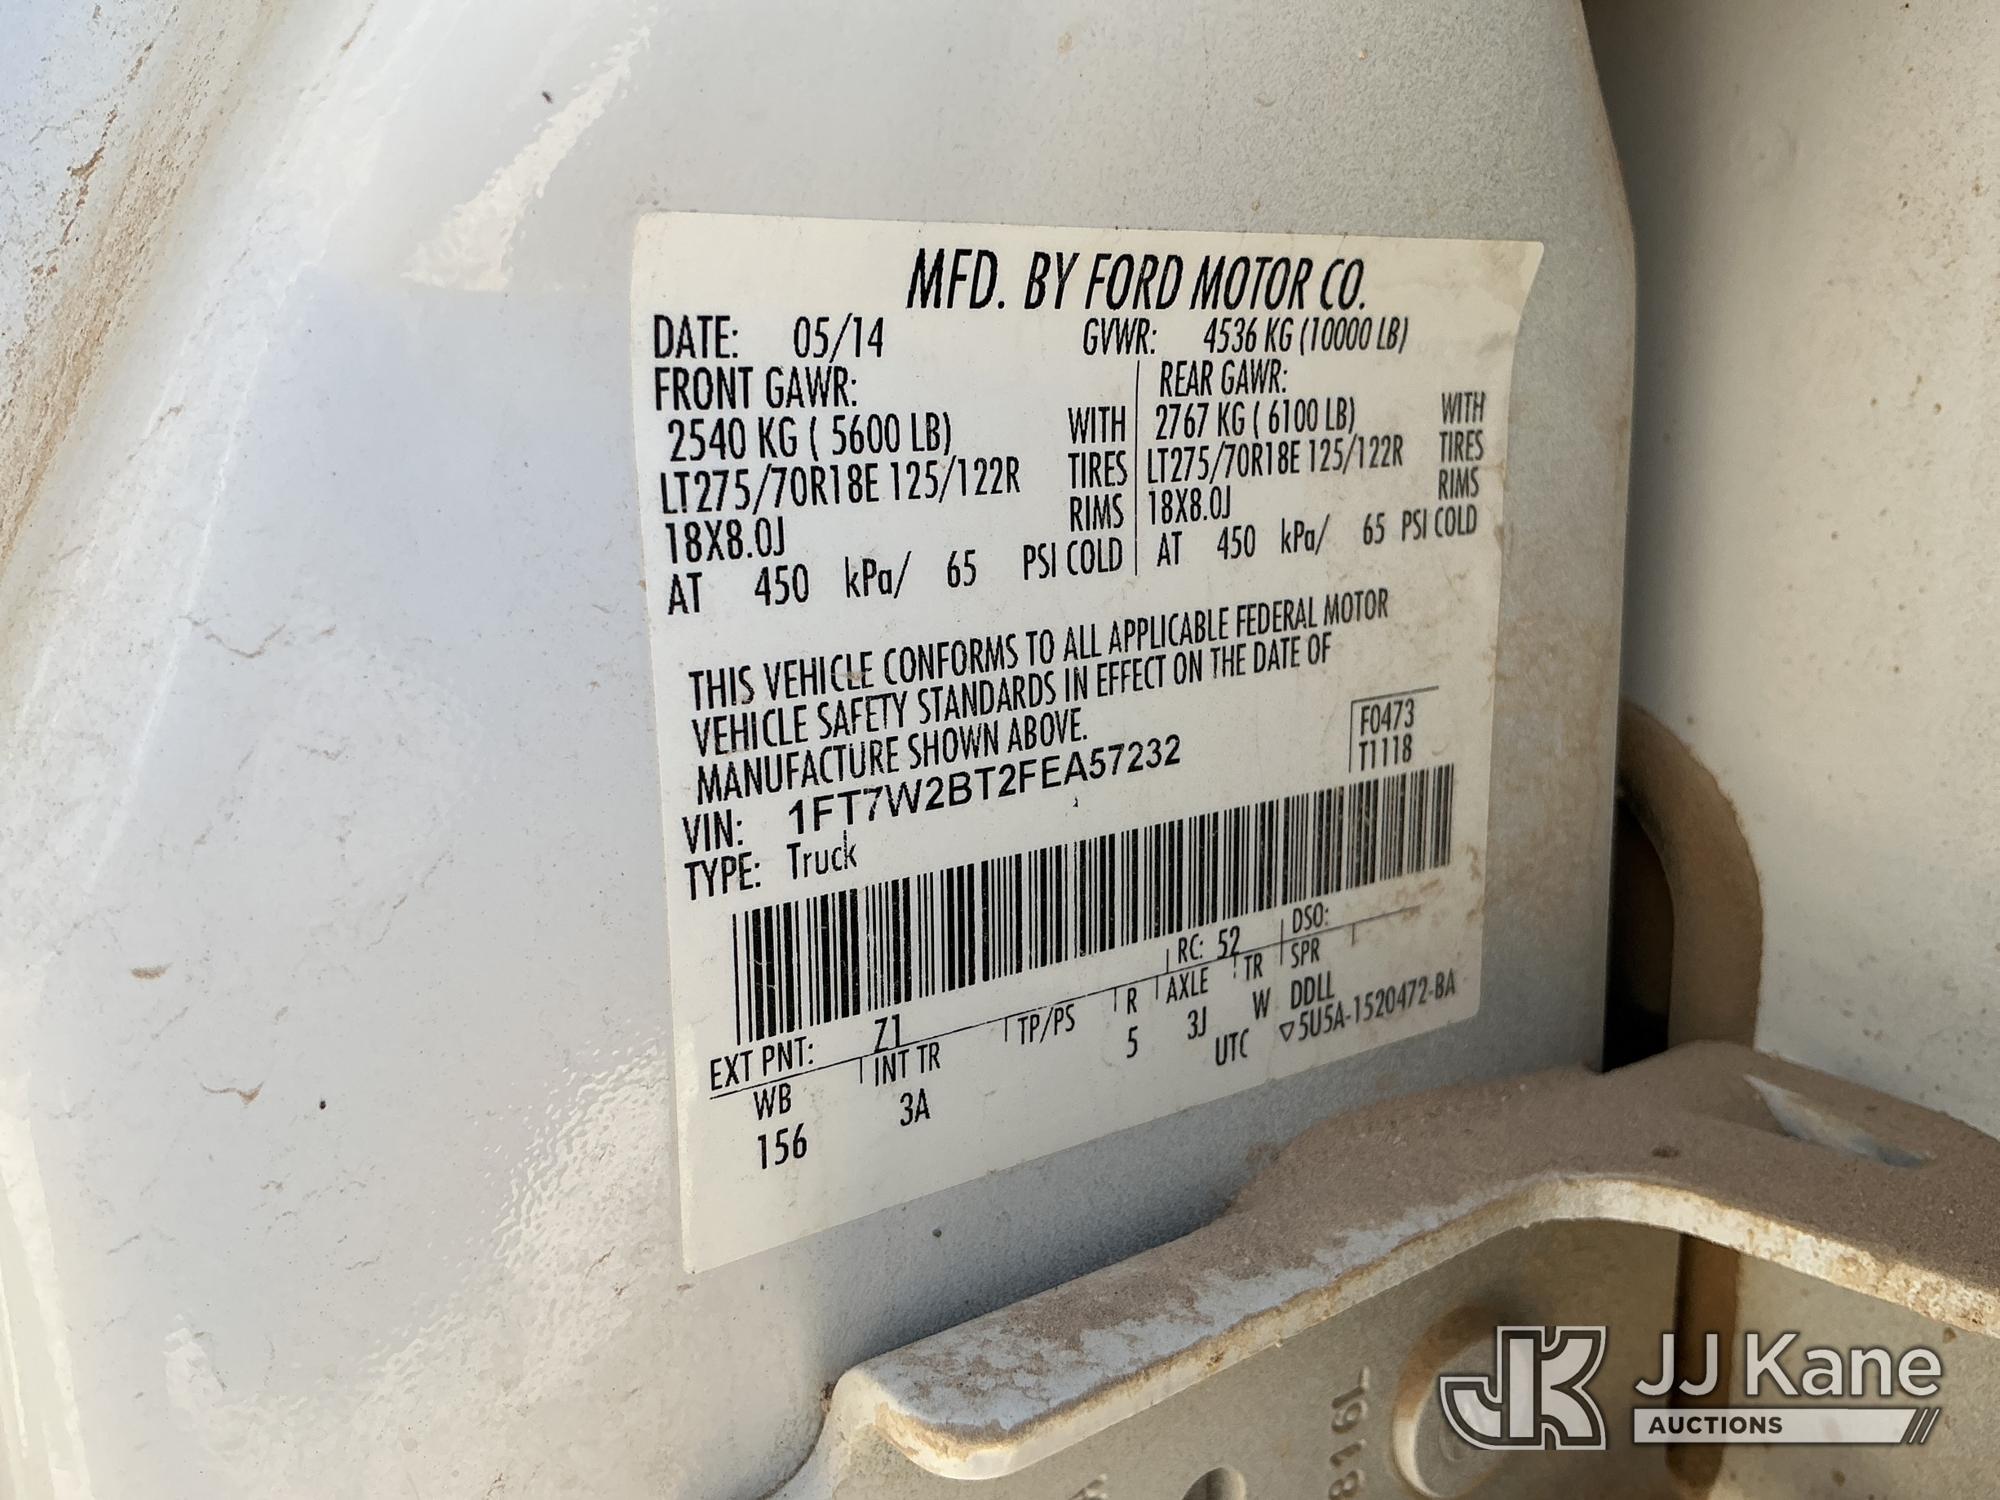 MFD. BY FORD MOTOR CO.
DATE: 05/14 GVWR: 4536 KG (10000 LB)
FRONT GAWR: REAR GAWR:
2540 KG ( 5600 LB) WITH 2767 KG ( 6100 LB) WITH
LT275/70R18E 125/122R TIRES LT275/70R18E 125/122R TIRES
18X8.0J RIMS 18X8.0J RIMS
AT 450 kPa/ 65 PSI COLD AT 450 kPa/ 65 PSI COLD
THIS VEHICLE CONFORMS TO ALL APPLICABLE FEDERAL MOTOR
VEHICLE SAFETY STANDARDS IN EFFECT ON THE DATE OF
MANUFACTURE SHOWN ABOVE.
F0473
T1118
VIN: 1FT7W2BT2FEA57232
TYPE: Truck
EXT PNT: Z1 RC: 52 DSO:
WB INT TR TP/PS R AXLE TR SPR
156 3A 5 3J W DDLL
UTC ▽5U5A-1520472-BA
JK JJ Kane
AUCTIONS